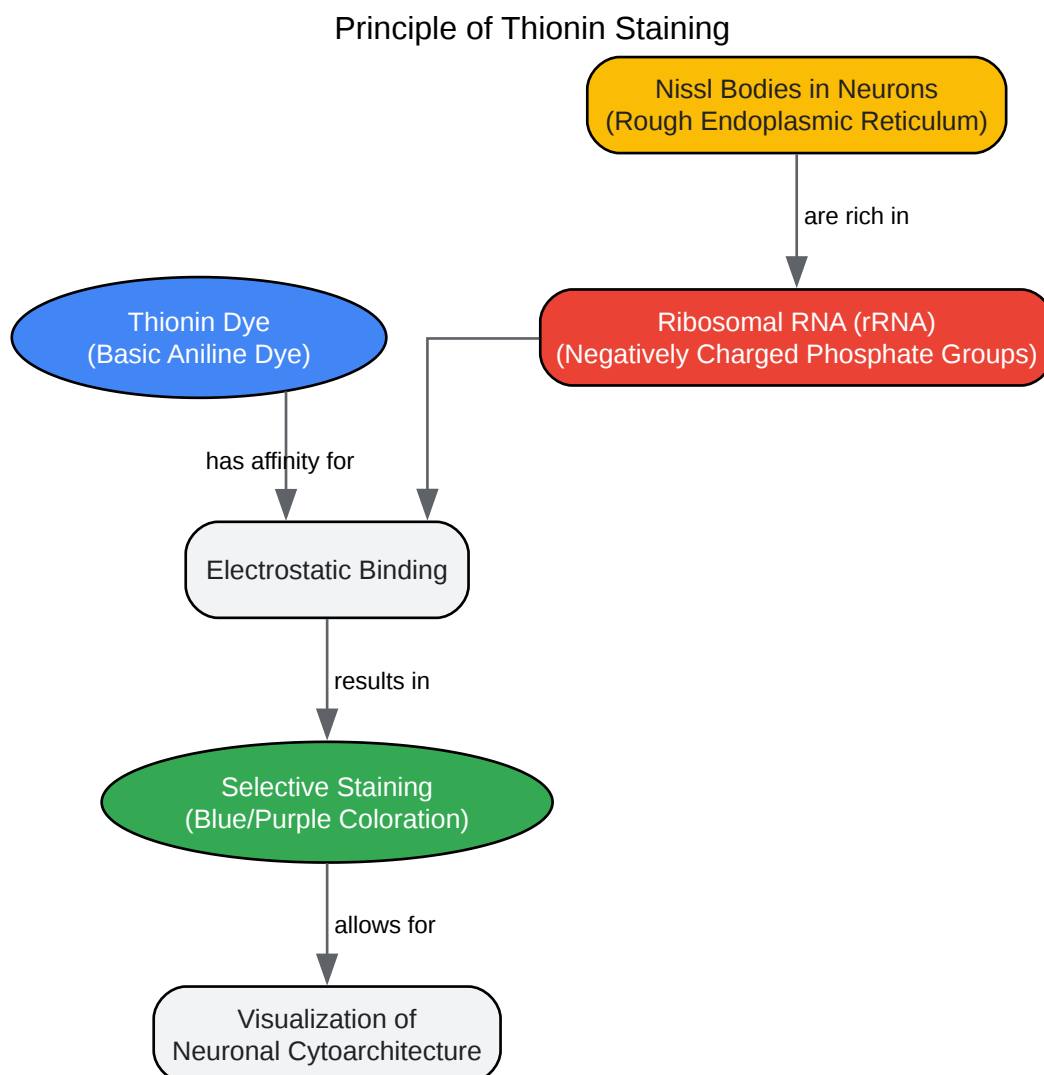 Principle of Thionin Staining
Nissl Bodies in Neurons
(Rough Endoplasmic Reticulum)
are rich in
Thionin Dye
(Basic Aniline Dye)
Ribosomal RNA (rRNA)
(Negatively Charged Phosphate Groups)
has affinity for
Electrostatic Binding
results in
Selective Staining
(Blue/Purple Coloration)
allows for
Visualization of
Neuronal Cytoarchitecture